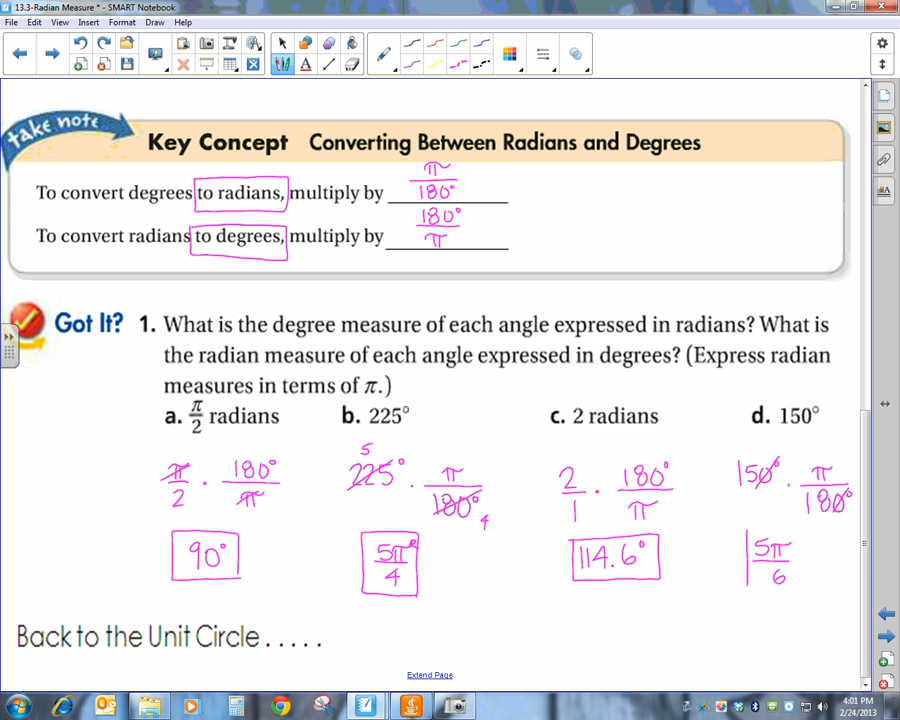 13.3-Radian Measure * - SMART Notebook
File Edit View Insert Format Draw Help
take note
Key Concept Converting Between Radians and Degrees
To convert degrees to radians, multiply by π/180°
To convert radians to degrees, multiply by 180°/π
Got It? 1. What is the degree measure of each angle expressed in radians? What is
the radian measure of each angle expressed in degrees? (Express radian
measures in terms of π.)
a. π/2 radians b. 225° c. 2 radians d. 150°
π/2 · 180°/π 5 225° · π/180° 4 2/1 · 180°/π 150° · π/180°
90° 5π/4 114.6° 5π/6
Back to the Unit Circle . . . . .
Extend Page
4:01 PM
2/24/2013